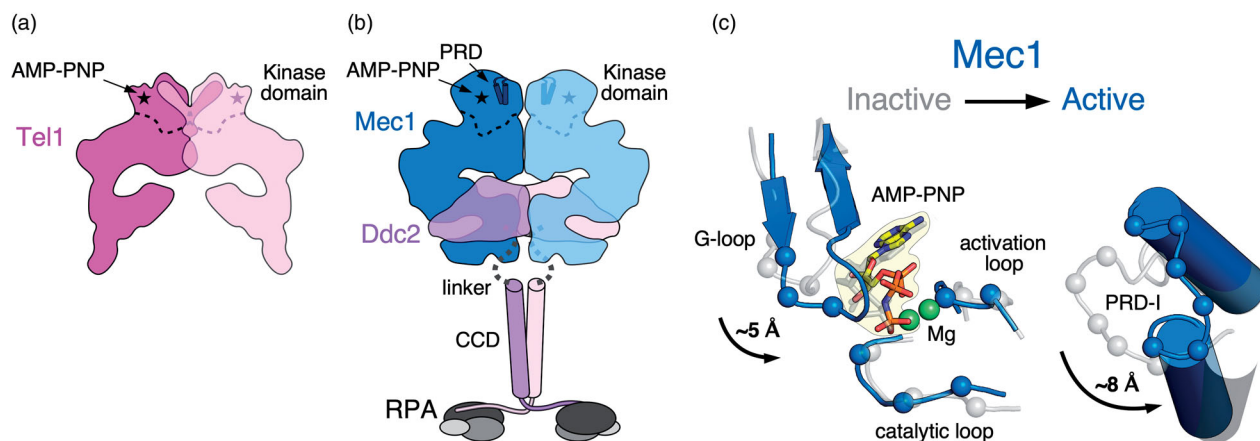 (a)
AMP-PNP
Kinase
domain
Tel1
(b)
PRD
AMP-PNP
Kinase
domain
Mec1
Ddc2
linker
CCD
RPA
(c)
Mec1
Inactive
Active
AMP-PNP
G-loop
activation
loop
~5 Å
Mg
catalytic loop
PRD-I
~8 Å